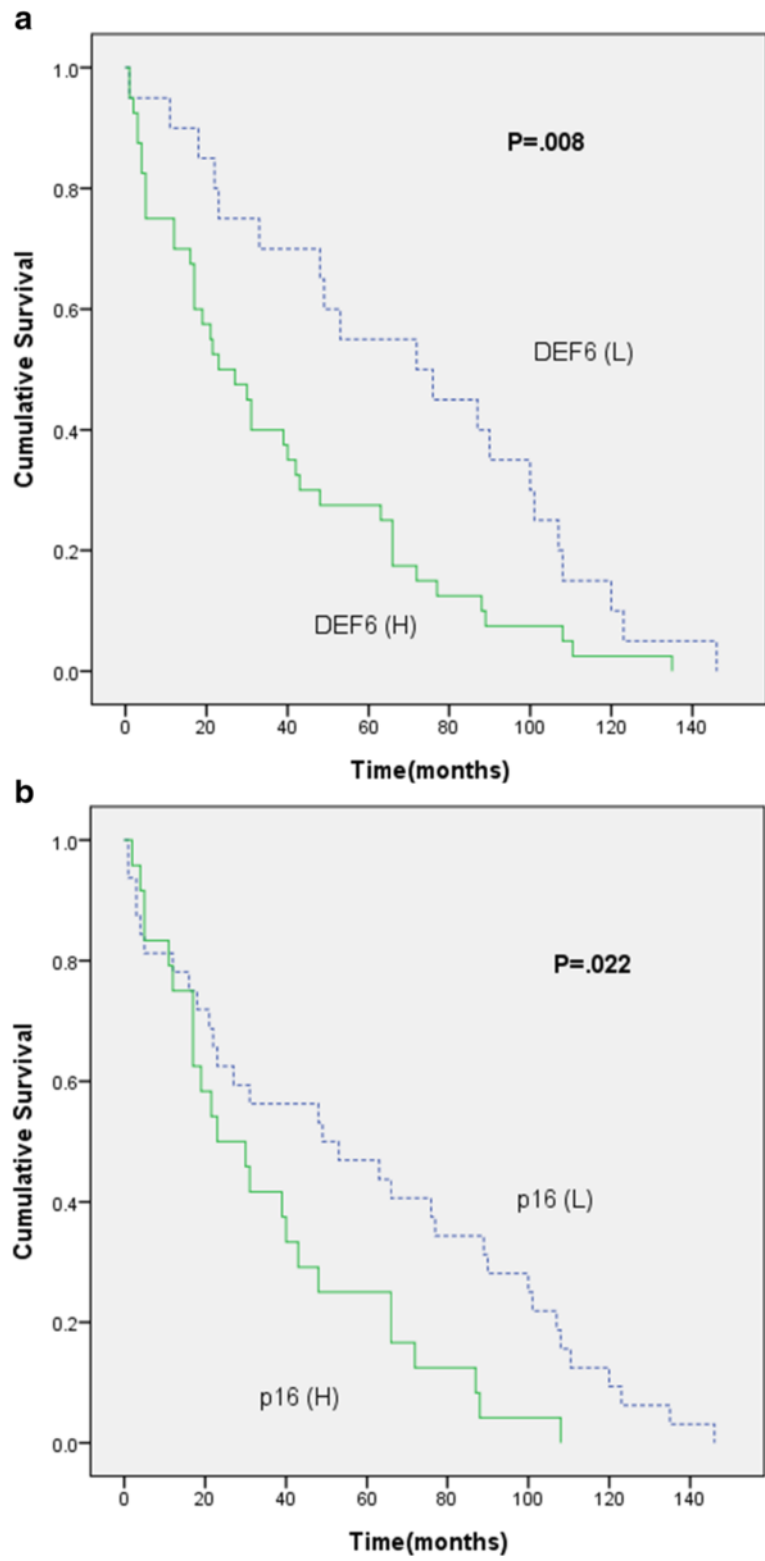 a
P=.008
1.0
0.8
0.6
0.4
0.2
0.0
Cumulative Survival
DEF6 (L)
DEF6 (H)
0 20 40 60 80 100 120 140
Time(months)
b
P=.022
1.0
0.8
0.6
0.4
0.2
0.0
Cumulative Survival
p16 (L)
p16 (H)
0 20 40 60 80 100 120 140
Time(months)